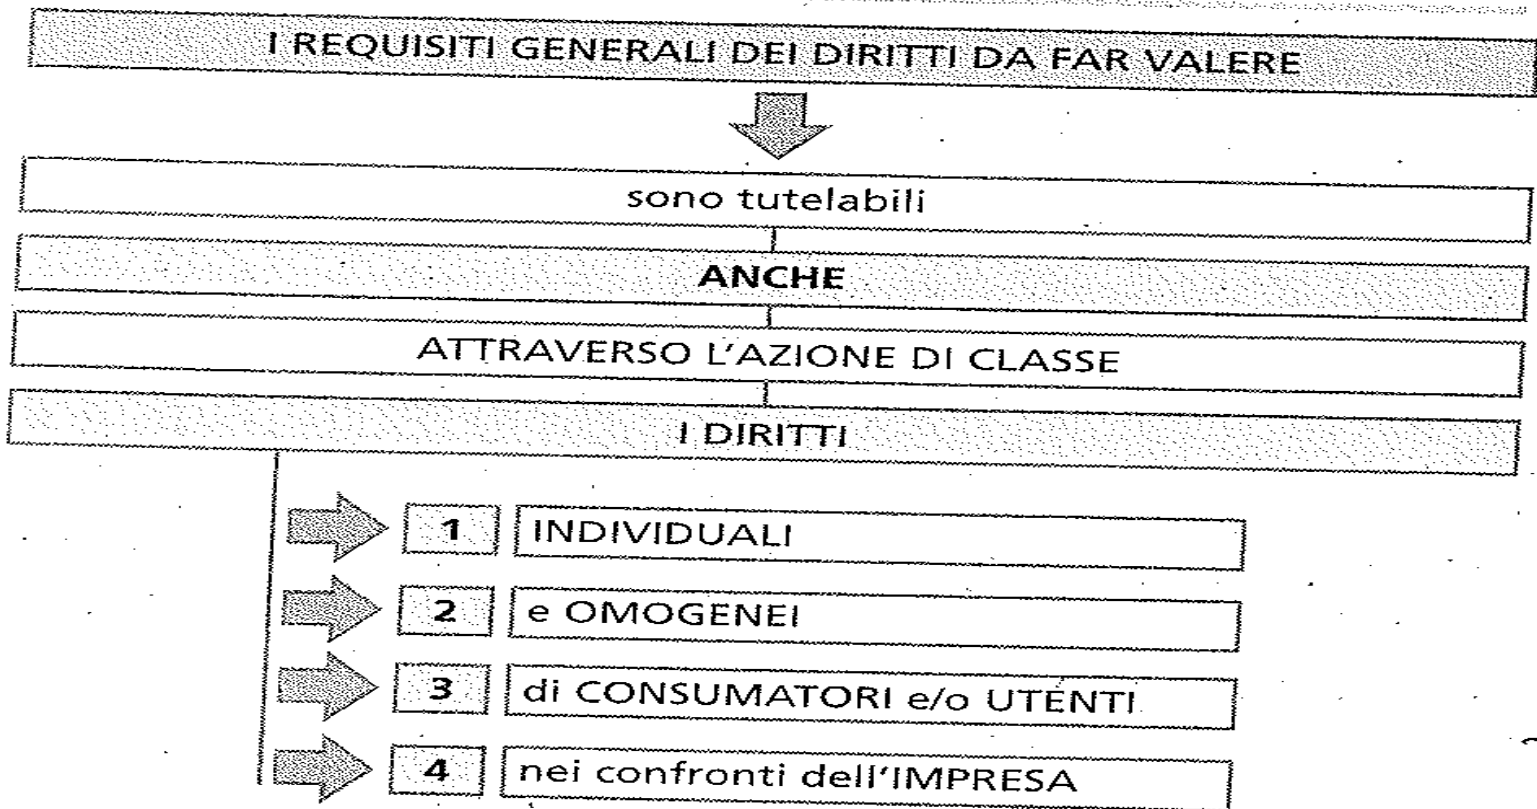 I REQUISITI GENERALI DEI DIRITTI DA FAR VALERE
sono tutelabili
ANCHE
ATTRAVERSO L'AZIONE DI CLASSE
I DIRITTI
1 INDIVIDUALI
2 e OMOGENEI
3 di CONSUMATORI e/o UTENTI
4 nei confronti dell'IMPRESA